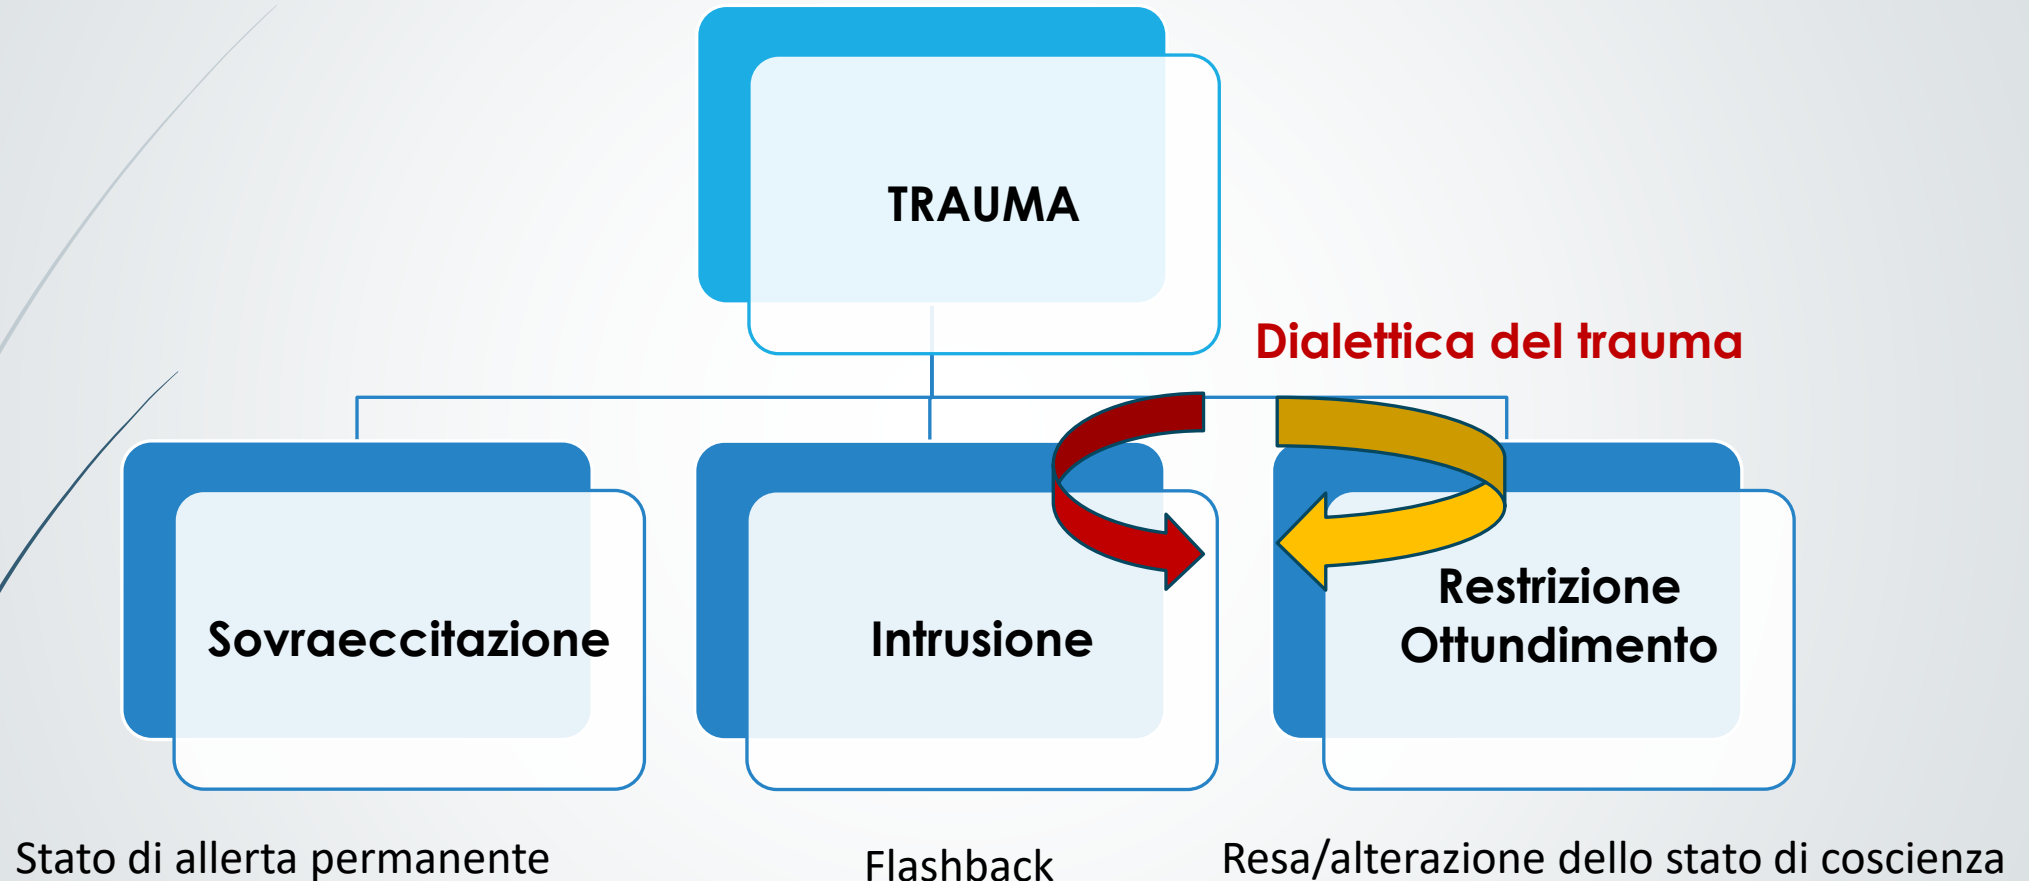 TRAUMA
Dialettica del trauma
Sovraeccitazione
Intrusione
Restrizione
Ottundimento
Stato di allerta permanente
Flashback
Resa/alterazione dello stato di coscienza